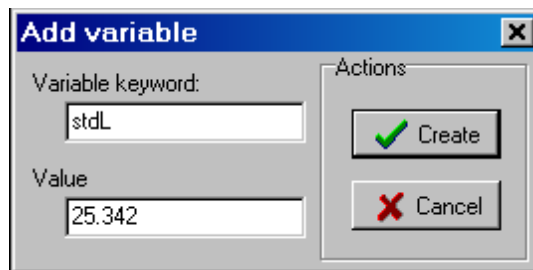 Add variable
Variable keyword:
stdL
Value
25.342
Actions
Create
Cancel